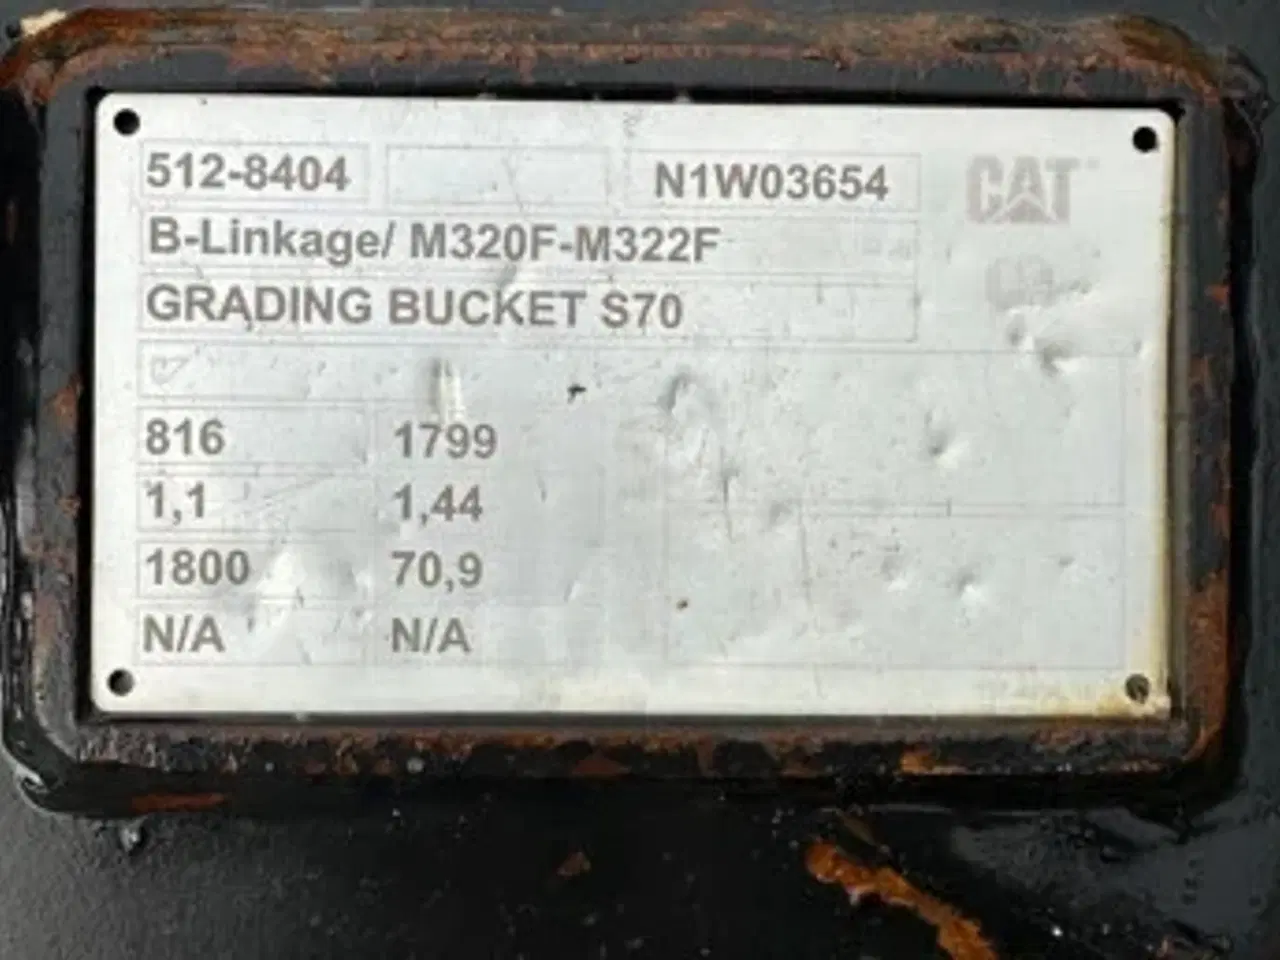 512-8404 N1W03654 CAT
B-Linkage/ M320F-M322F
GRADING BUCKET S70
816 1799
1,1 1,44
1800 70,9
N/A N/A